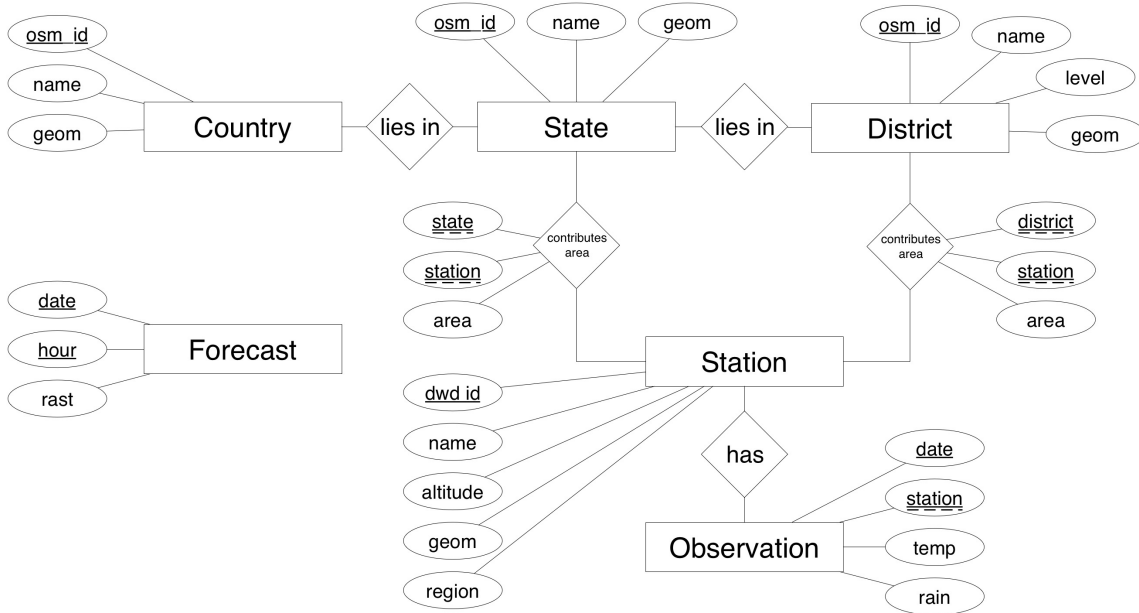 osm_id
name
geom
Country
lies in
osm_id
name
geom
State
lies in
osm_id
name
level
geom
District
state
station
area
contributes
area
district
station
area
contributes
area
date
hour
rast
Forecast
Station
dwd id
name
altitude
geom
region
has
date
station
temp
rain
Observation